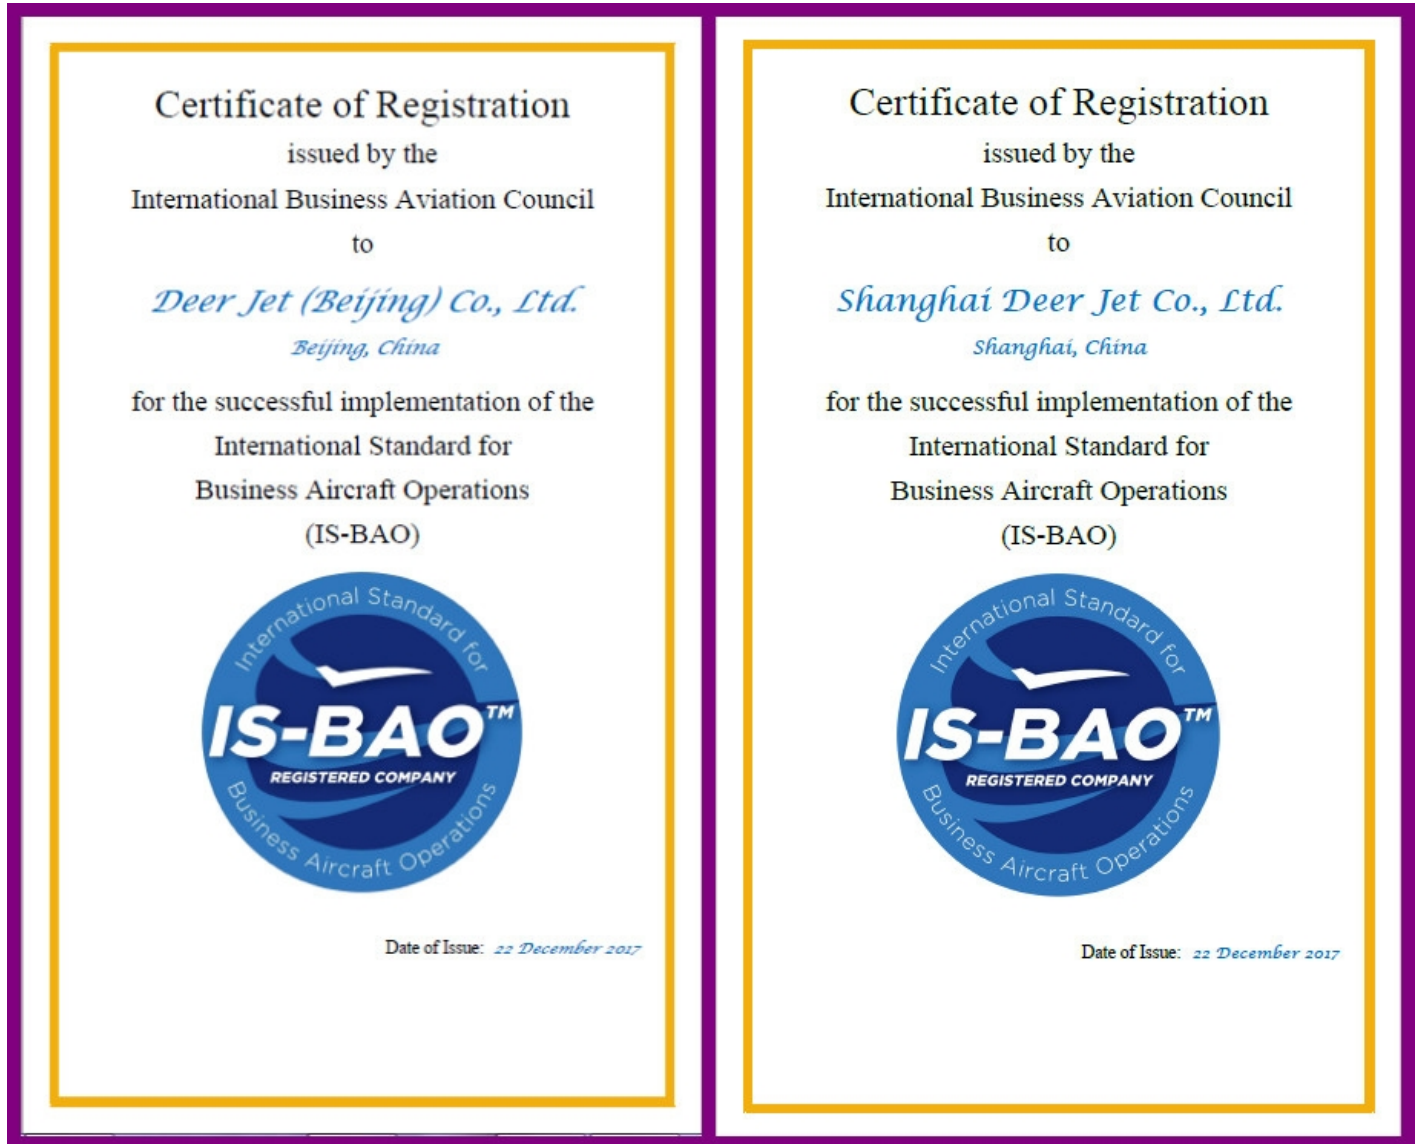 Certificate of Registration
issued by the
International Business Aviation Council
to
Deer Jet (Beijing) Co., Ltd.
Beijing, China
for the successful implementation of the
International Standard for
Business Aircraft Operations
(IS-BAO)
International Standard for
IS-BAO™
REGISTERED COMPANY
Business Aircraft Operations
Date of Issue: 22 December 2017
Certificate of Registration
issued by the
International Business Aviation Council
to
Shanghai Deer Jet Co., Ltd.
Shanghai, China
for the successful implementation of the
International Standard for
Business Aircraft Operations
(IS-BAO)
International Standard for
IS-BAO™
REGISTERED COMPANY
Business Aircraft Operations
Date of Issue: 22 December 2017